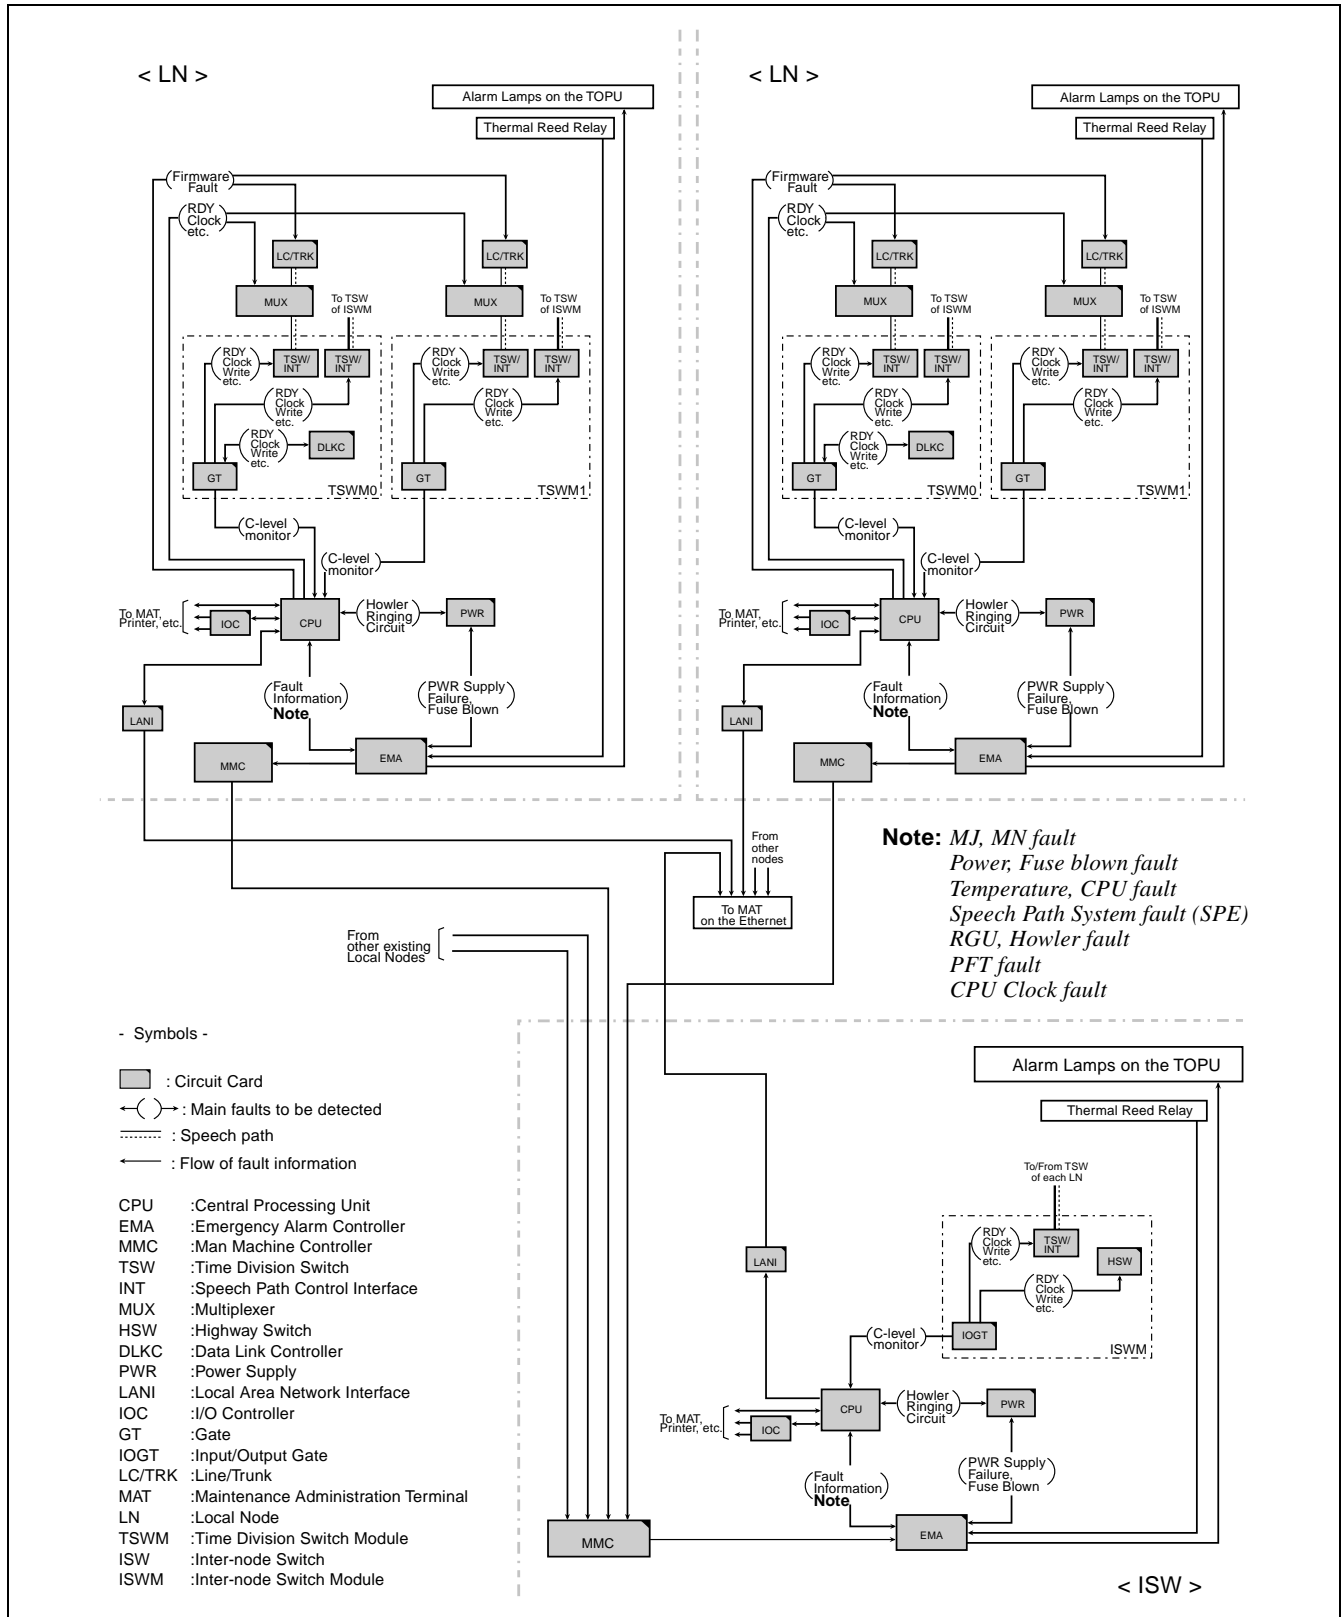 < LN >
Alarm Lamps on the TOPU
Thermal Reed Relay
Firmware
Fault
RDY
Clock
etc.
LC/TRK
LC/TRK
MUX
MUX
To TSW
of ISWM
To TSW
of ISWM
RDY
Clock
Write
etc.
TSW/
INT
TSW/
INT
RDY
Clock
Write
etc.
TSW/
INT
TSW/
INT
RDY
Clock
Write
etc.
RDY
Clock
Write
etc.
RDY
Clock
Write
etc.
DLKC
GT
GT
TSWM0
TSWM1
C-level
monitor
C-level
monitor
To MAT,
Printer, etc.
IOC
CPU
Howler
Ringing
Circuit
PWR
Fault
Information
Note
PWR Supply
Failure,
Fuse Blown
LANI
MMC
EMA
< LN >
Alarm Lamps on the TOPU
Thermal Reed Relay
Firmware
Fault
RDY
Clock
etc.
LC/TRK
LC/TRK
MUX
MUX
To TSW
of ISWM
To TSW
of ISWM
RDY
Clock
Write
etc.
TSW/
INT
TSW/
INT
RDY
Clock
Write
etc.
TSW/
INT
TSW/
INT
RDY
Clock
Write
etc.
RDY
Clock
Write
etc.
RDY
Clock
Write
etc.
DLKC
GT
GT
TSWM0
TSWM1
C-level
monitor
C-level
monitor
To MAT,
Printer, etc.
IOC
CPU
Howler
Ringing
Circuit
PWR
Fault
Information
Note
PWR Supply
Failure,
Fuse Blown
LANI
MMC
EMA
From
other
nodes
To MAT
on the Ethernet
From
other existing
Local Nodes
Note: MJ, MN fault
Power, Fuse blown fault
Temperature, CPU fault
Speech Path System fault (SPE)
RGU, Howler fault
PFT fault
CPU Clock fault
- Symbols -
: Circuit Card
: Main faults to be detected
: Speech path
: Flow of fault information
CPU :Central Processing Unit
EMA :Emergency Alarm Controller
MMC :Man Machine Controller
TSW :Time Division Switch
INT :Speech Path Control Interface
MUX :Multiplexer
HSW :Highway Switch
DLKC :Data Link Controller
PWR :Power Supply
LANI :Local Area Network Interface
IOC :I/O Controller
GT :Gate
IOGT :Input/Output Gate
LC/TRK :Line/Trunk
MAT :Maintenance Administration Terminal
LN :Local Node
TSWM :Time Division Switch Module
ISW :Inter-node Switch
ISWM :Inter-node Switch Module
Alarm Lamps on the TOPU
Thermal Reed Relay
To/From TSW
of each LN
RDY
Clock
Write
etc.
TSW/
INT
HSW
RDY
Clock
Write
etc.
LANI
IOGT
ISWM
C-level
monitor
To MAT,
Printer, etc.
IOC
CPU
Howler
Ringing
Circuit
PWR
Fault
Information
Note
PWR Supply
Failure,
Fuse Blown
MMC
EMA
< ISW >